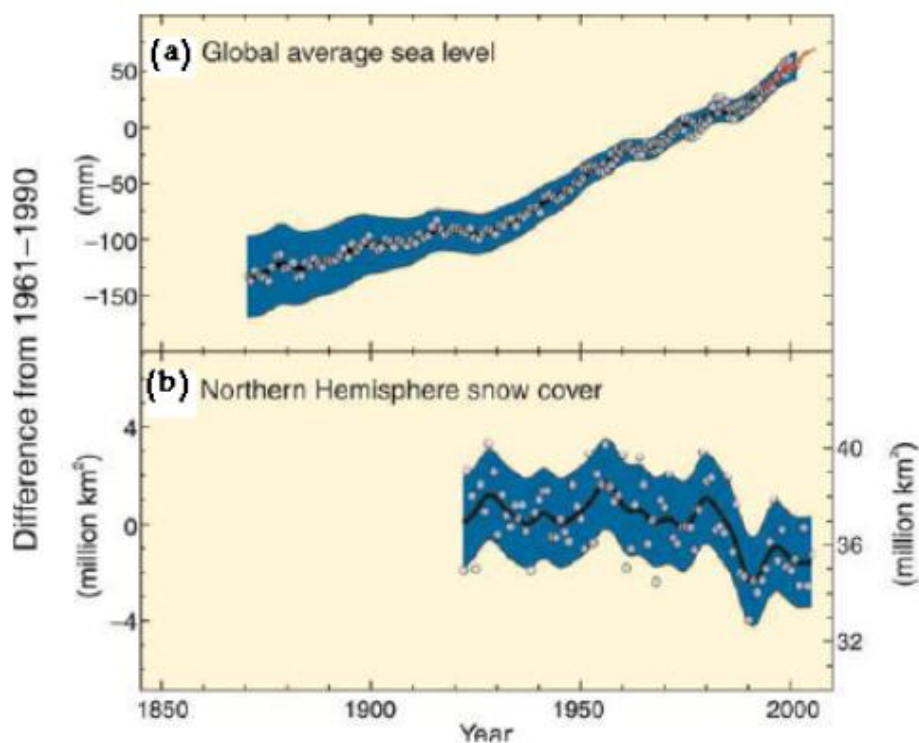 (a) Global average sea level
50
0
−50
−100
−150
(mm)
Difference from 1961–1990
(b) Northern Hemisphere snow cover
4
0
−4
(million km²)
40
36
32
(million km²)
1850
1900
1950
2000
Year